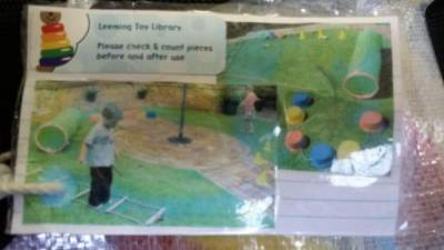 Leeming Toy Library
Please check & count pieces
before and after use